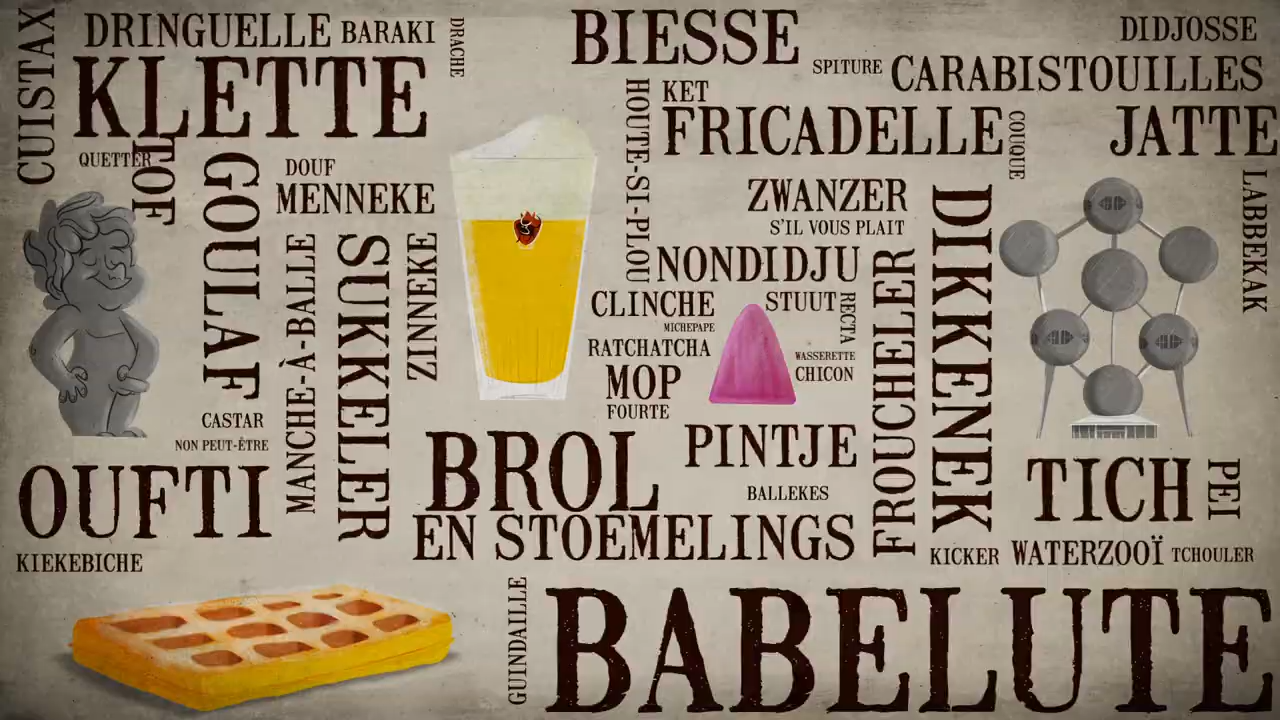 CUISTAX
DRINGUELLE
BARAKI
DRACHE
KLETTE
QUETTER
TOF
GOULAF
DOUF
MENNEKE
MANCHE-À-BALLE
SUKKELER
ZINNEKE
CASTAR
NON PEUT-ÊTRE
OUFTI
KIEKEBICHE
BIESSE
SPITURE
DIDJOSSE
CARABISTOUILLES
HOUTE-SI-PLOU
KET
FRICADELLE
COUQUE
JATTE
LABBEKAK
ZWANZER
S'IL VOUS PLAIT
NONDIDJU
CLINCHE
STUUT
RECTA
MICHEPAPE
RATCHATCHA
WASSERETTE
CHICON
MOP
FOURTE
FROUCHELER
DIKKENEK
BROL
PINTJE
BALLEKES
EN STOEMELINGS
TICH
PEI
KICKER
WATERZOOÏ
TCHOULER
GUINDAILLE
BABELUTE